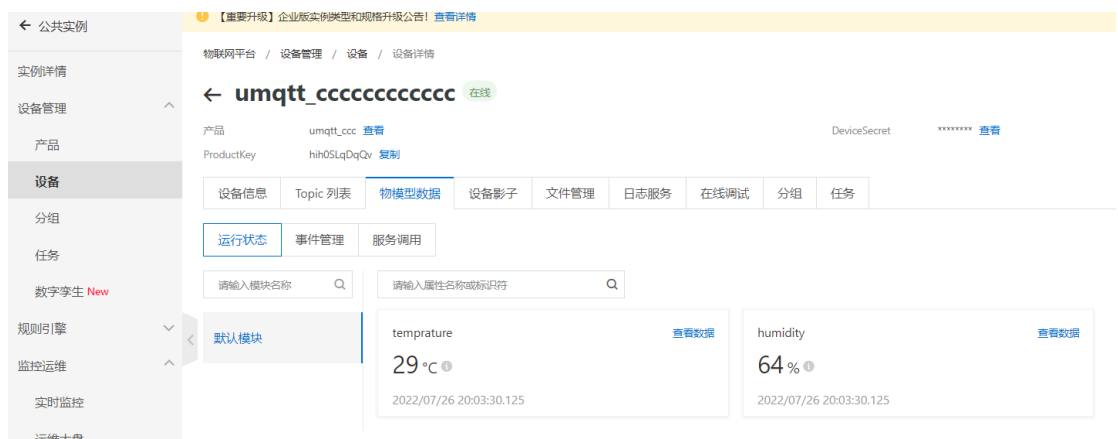 ← 公共实例
实例详情
设备管理
产品
设备
分组
任务
数字孪生 New
规则引擎
监控运维
实时监控
运维大盘
【重要升级】企业版实例类型和规格升级公告！查看详情
物联网平台 / 设备管理 / 设备 / 设备详情
← umqtt_cccccccccccc 在线
产品 umqtt_ccc 查看 DeviceSecret ******** 查看
ProductKey hih0SLqDqQv 复制
设备信息 Topic 列表 物模型数据 设备影子 文件管理 日志服务 在线调试 分组 任务
运行状态 事件管理 服务调用
请输入模块名称 请输入属性名称或标识符
默认模块
temprature 查看数据
29 °C
2022/07/26 20:03:30.125
humidity 查看数据
64 %
2022/07/26 20:03:30.125